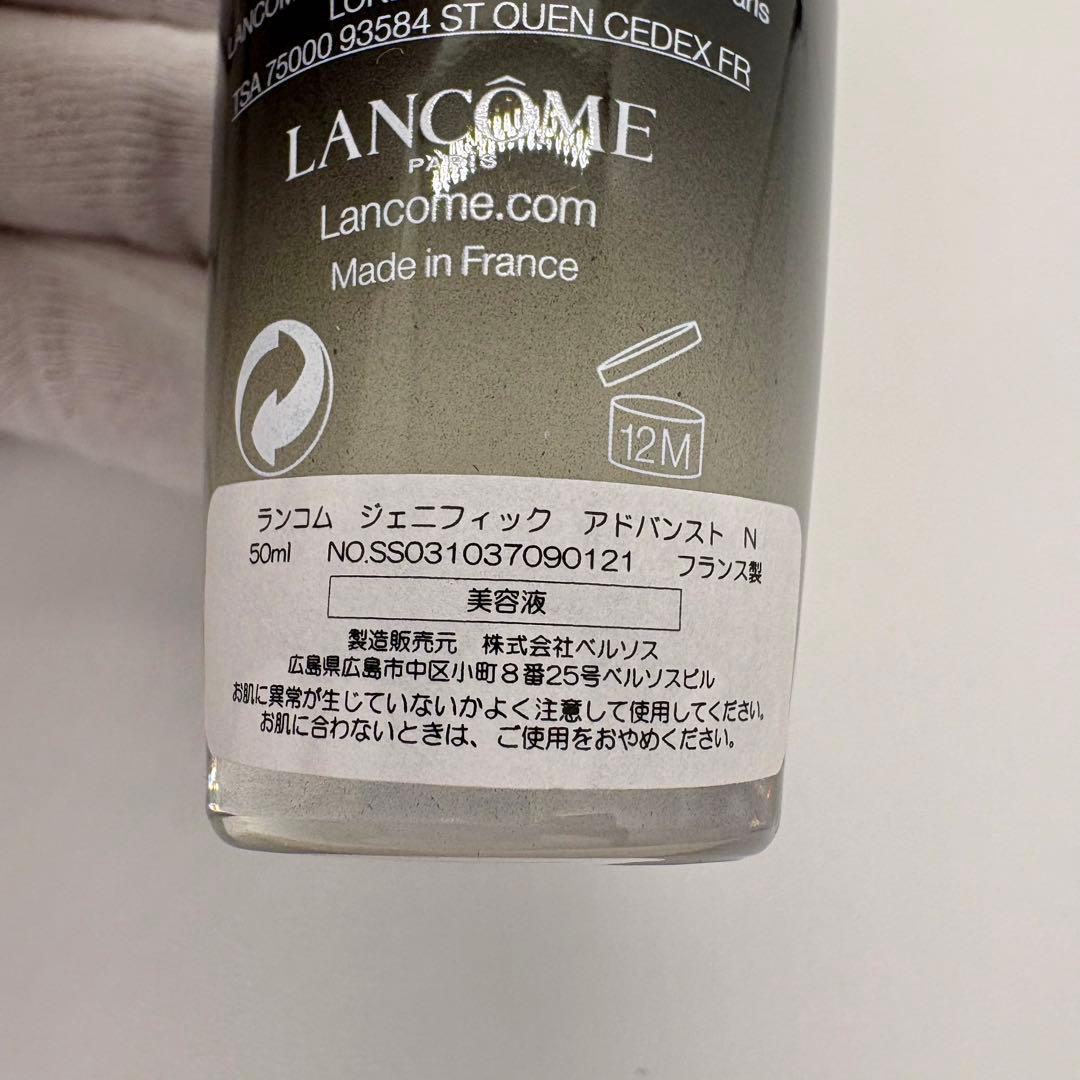 LANCOM
TSA 75000 93584 ST OUEN CEDEX FR
LANCÔME
PARIS
Lancome.com
Made in France
12M
ランコム ジェニフィック アドバンスト N
50ml NO.SS031037090121 フランス製
美容液
製造販売元 株式会社ベルソス
広島県広島市中区小町8番25号ベルソスビル
お肌に異常が生じていないかよく注意して使用してください。
お肌に合わないときは、ご使用をおやめください。